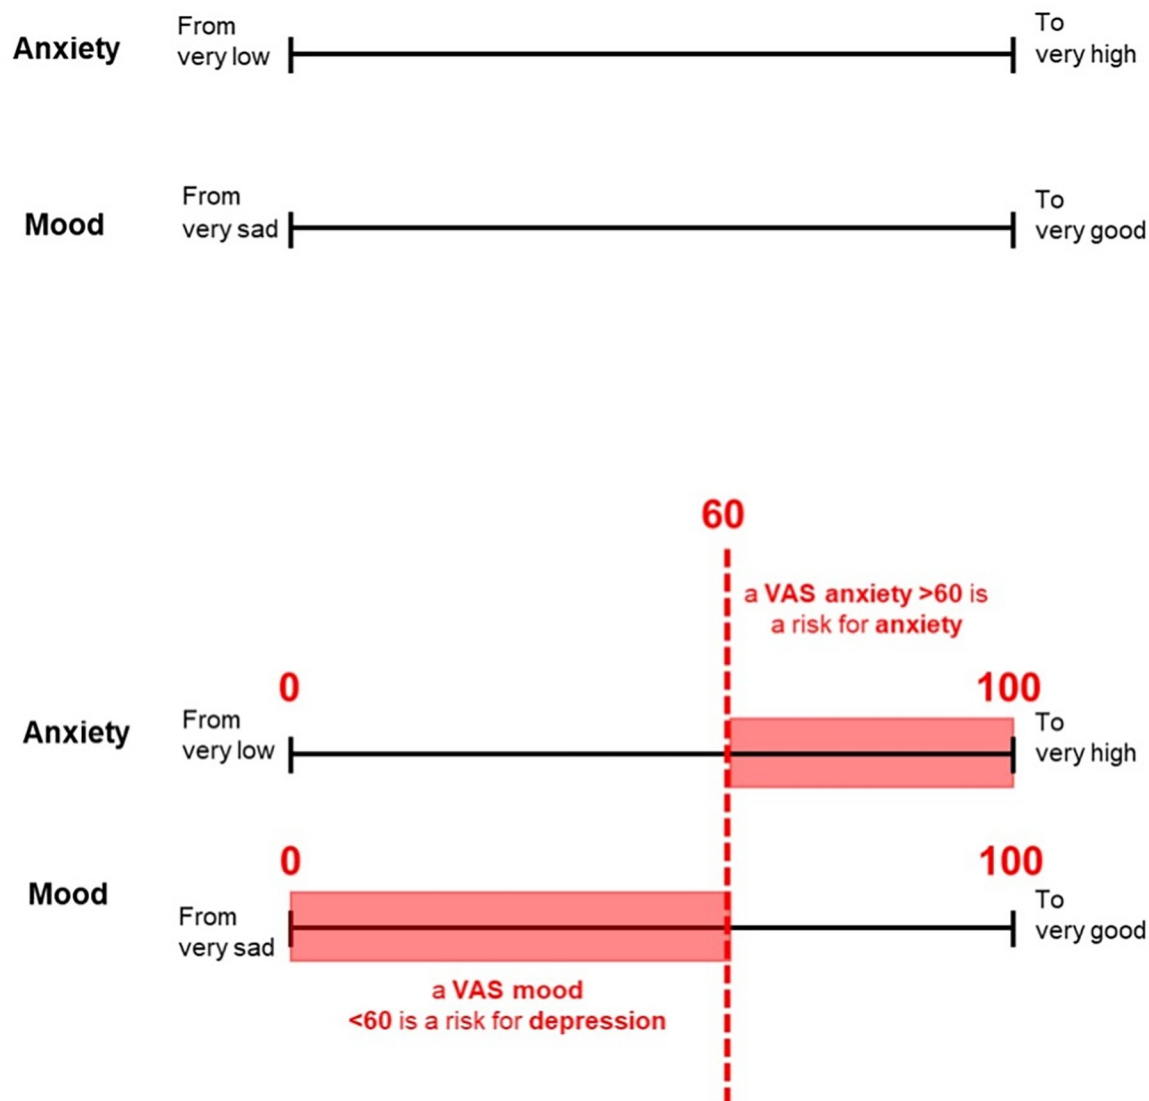 Anxiety
From
very low
To
very high
Mood
From
very sad
To
very good
60
a VAS anxiety >60 is
a risk for anxiety
0
100
Anxiety
From
very low
To
very high
0
100
Mood
From
very sad
To
very good
a VAS mood
<60 is a risk for depression